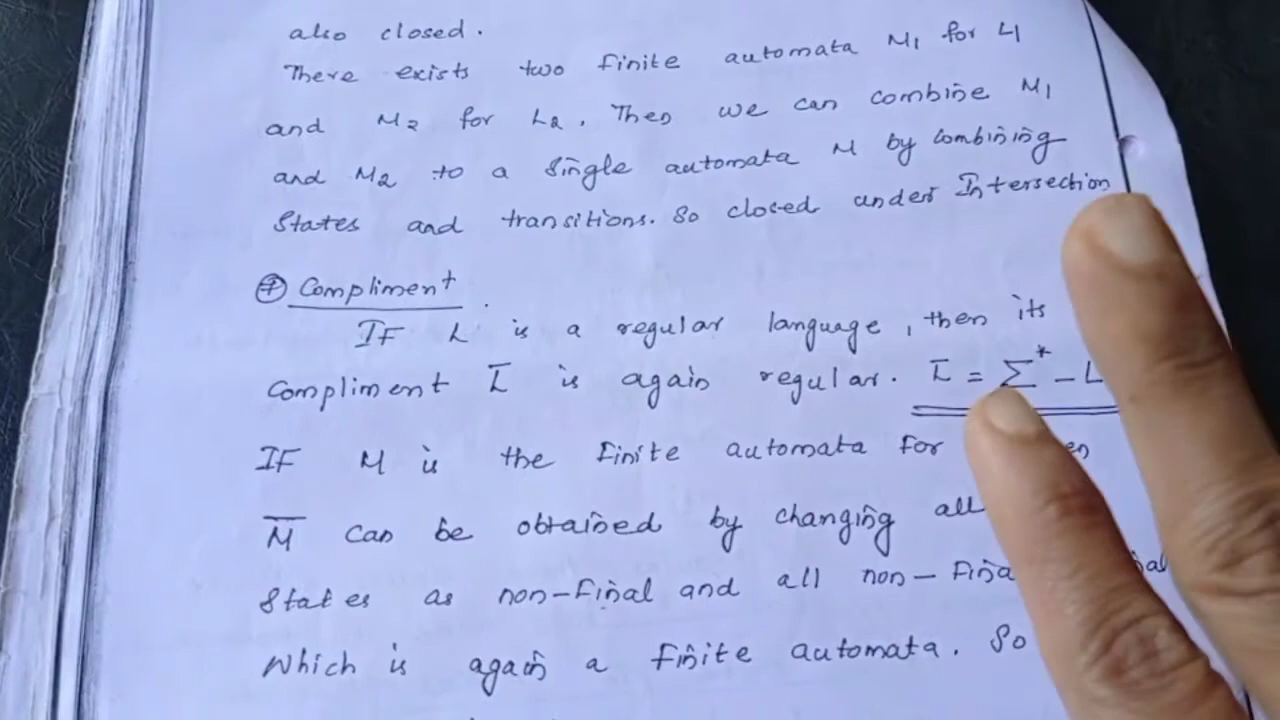 also closed.
There exists two finite automata M1 for L1
and M2 for L2. Then we can combine M1
and M2 to a single automata M by combining
States and transitions. So closed under Intersection
⑦ Compliment
IF L is a regular language, then its
Compliment L̅ is again regular. L̅ = Σ* - L
IF M is the finite automata for
M̅ can be obtained by changing all
States as non-final and all non-
Which is again a finite automata. So